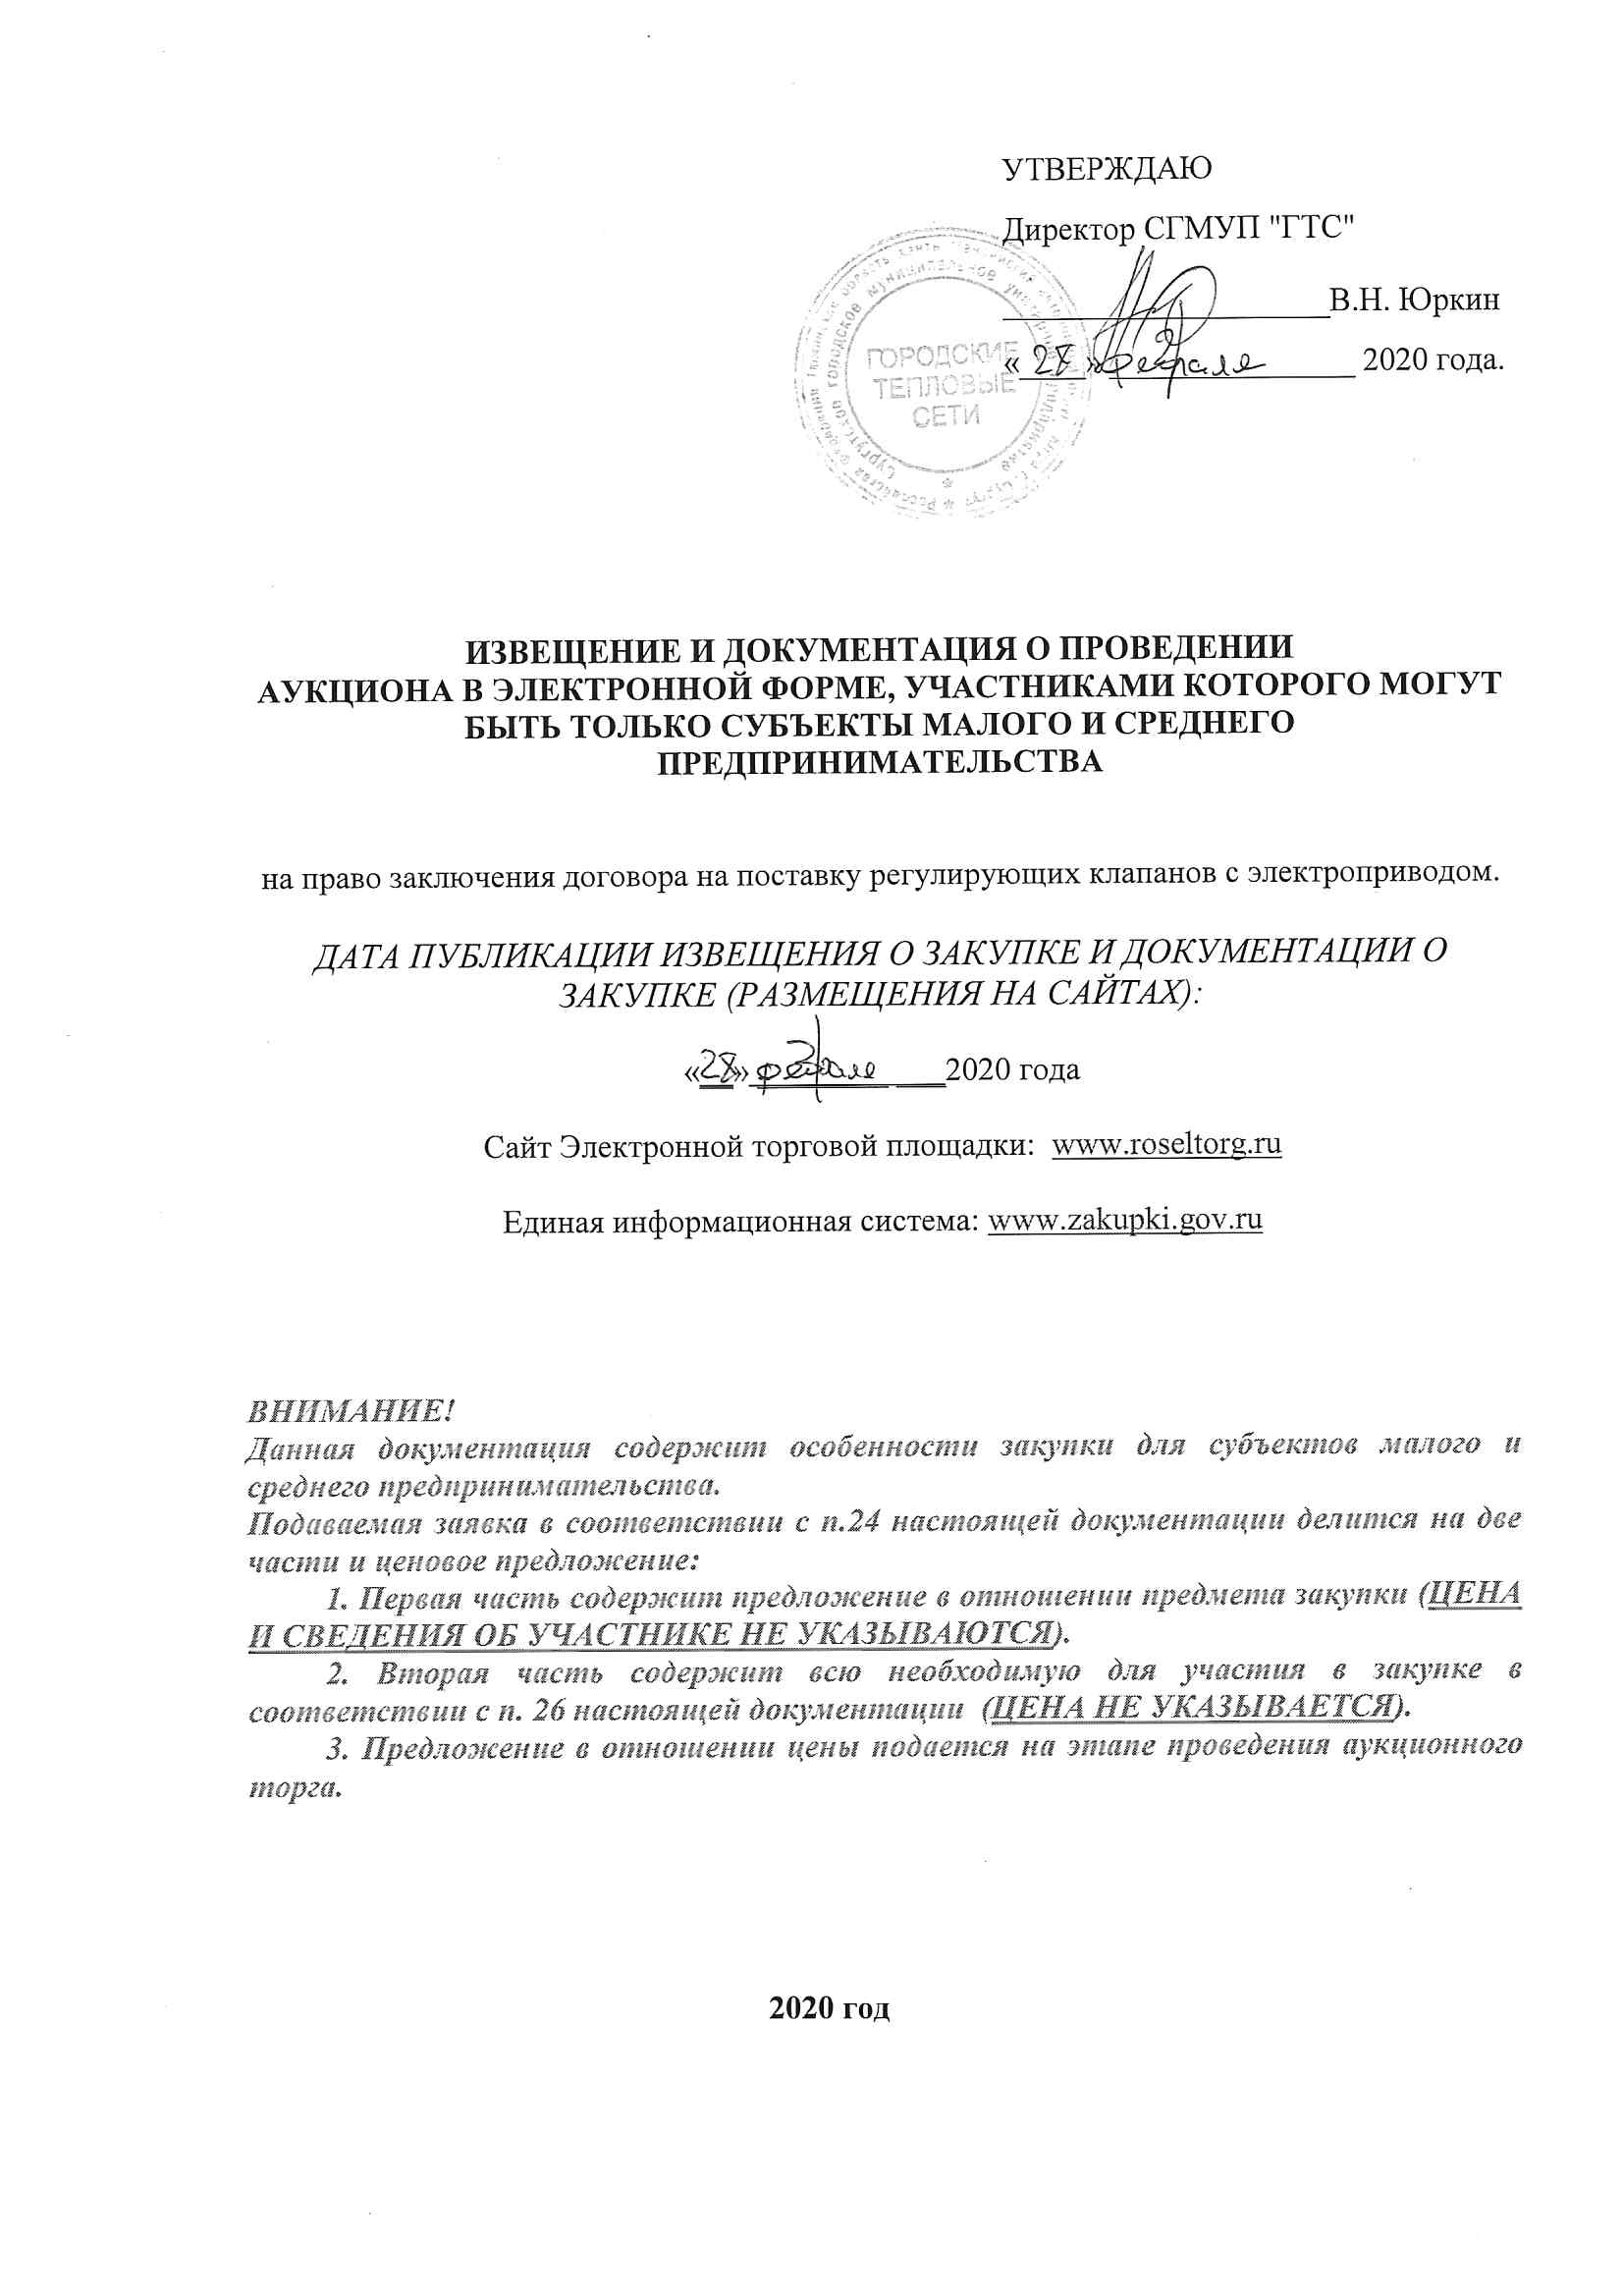 УТВЕРЖДАЮ
Директор СГМУП "ГТС"
В.Н. Юркин
« 28 » февраля 2020 года.
ГОРОДСКИЕ
ТЕПЛОВЫЕ
СЕТИ
ИЗВЕЩЕНИЕ И ДОКУМЕНТАЦИЯ О ПРОВЕДЕНИИ
АУКЦИОНА В ЭЛЕКТРОННОЙ ФОРМЕ, УЧАСТНИКАМИ КОТОРОГО МОГУТ
БЫТЬ ТОЛЬКО СУБЪЕКТЫ МАЛОГО И СРЕДНЕГО
ПРЕДПРИНИМАТЕЛЬСТВА
на право заключения договора на поставку регулирующих клапанов с электроприводом.
ДАТА ПУБЛИКАЦИИ ИЗВЕЩЕНИЯ О ЗАКУПКЕ И ДОКУМЕНТАЦИИ О
ЗАКУПКЕ (РАЗМЕЩЕНИЯ НА САЙТАХ):
«28» февраля 2020 года
Сайт Электронной торговой площадки: www.roseltorg.ru
Единая информационная система: www.zakupki.gov.ru
ВНИМАНИЕ!
Данная документация содержит особенности закупки для субъектов малого и
среднего предпринимательства.
Подаваемая заявка в соответствии с п.24 настоящей документации делится на две
части и ценовое предложение:
1. Первая часть содержит предложение в отношении предмета закупки (ЦЕНА
И СВЕДЕНИЯ ОБ УЧАСТНИКЕ НЕ УКАЗЫВАЮТСЯ).
2. Вторая часть содержит всю необходимую для участия в закупке в
соответствии с п. 26 настоящей документации (ЦЕНА НЕ УКАЗЫВАЕТСЯ).
3. Предложение в отношении цены подается на этапе проведения аукционного
торга.
2020 год